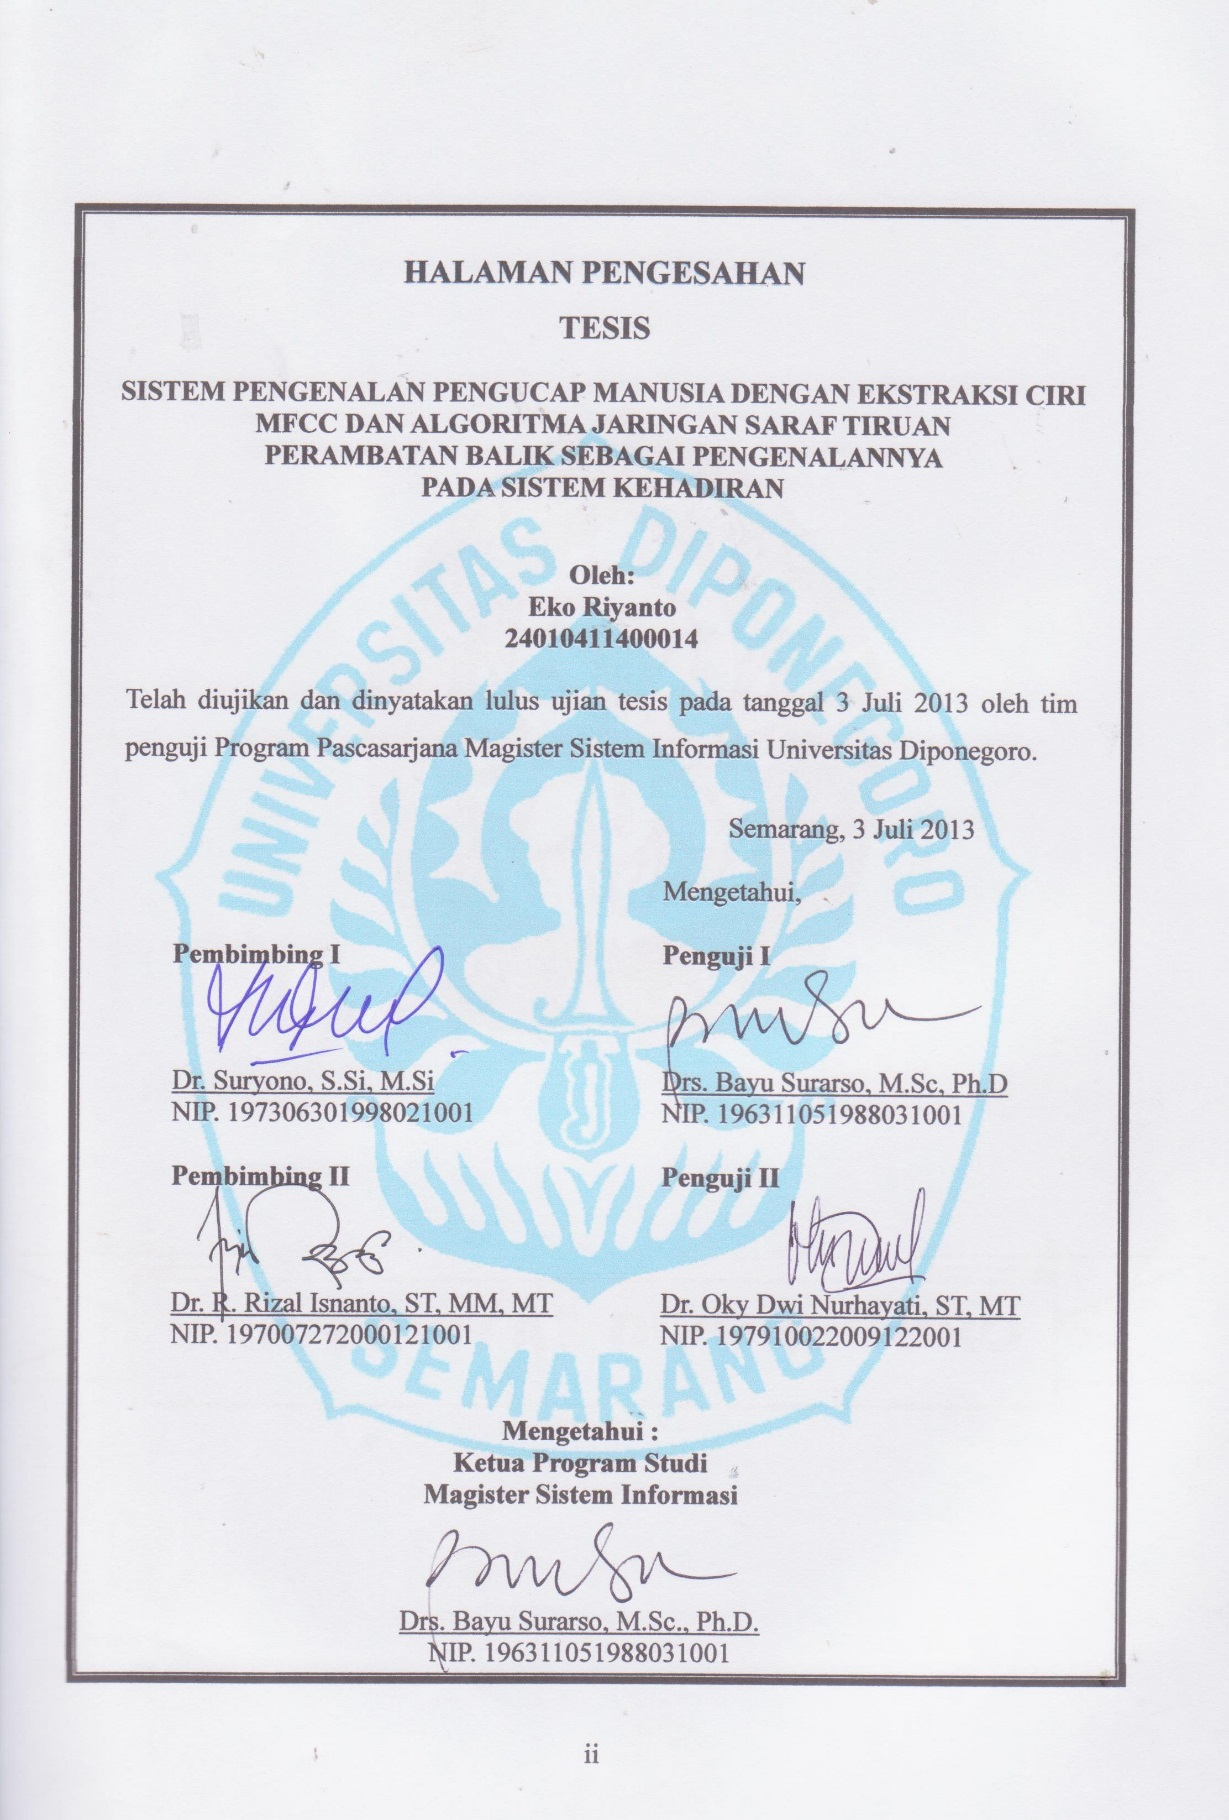 HALAMAN PENGESAHAN
TESIS
SISTEM PENGENALAN PENGUCAP MANUSIA DENGAN EKSTRAKSI CIRI
MFCC DAN ALGORITMA JARINGAN SARAF TIRUAN
PERAMBATAN BALIK SEBAGAI PENGENALANNYA
PADA SISTEM KEHADIRAN
UNIVERSITAS DIPONEGORO
Oleh:
Eko Riyanto
24010411400014
Telah diujikan dan dinyatakan lulus ujian tesis pada tanggal 3 Juli 2013 oleh tim
penguji Program Pascasarjana Magister Sistem Informasi Universitas Diponegoro.
Semarang, 3 Juli 2013
Mengetahui,
Pembimbing I
Penguji I
Dr. Suryono, S.Si, M.Si
Drs. Bayu Surarso, M.Sc, Ph.D
NIP. 197306301998021001
NIP. 196311051988031001
Pembimbing II
Penguji II
Dr. R. Rizal Isnanto, ST, MM, MT
Dr. Oky Dwi Nurhayati, ST, MT
NIP. 197007272000121001
NIP. 197910022009122001
SEMARANG
Mengetahui :
Ketua Program Studi
Magister Sistem Informasi
Drs. Bayu Surarso, M.Sc., Ph.D.
NIP. 196311051988031001
ii